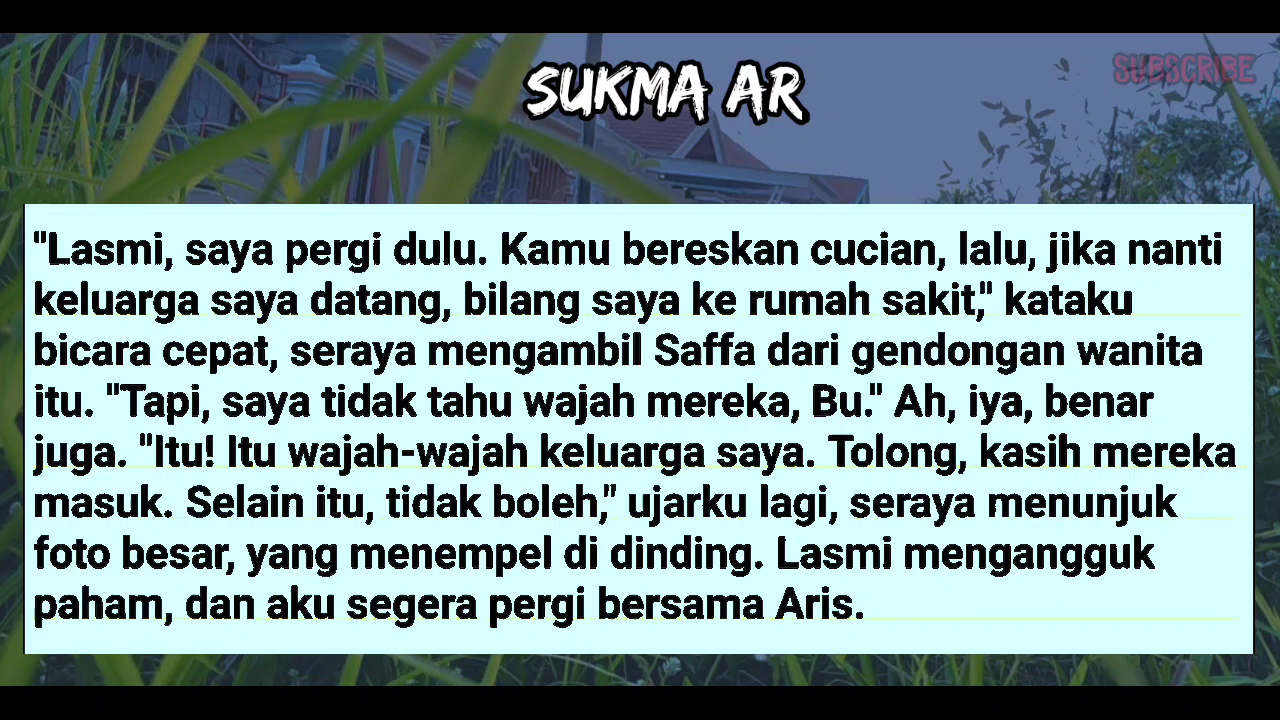 SUKMA AR
SUBSCRIBE
"Lasmi, saya pergi dulu. Kamu bereskan cucian, lalu, jika nanti
keluarga saya datang, bilang saya ke rumah sakit," kataku
bicara cepat, seraya mengambil Saffa dari gendongan wanita
itu. "Tapi, saya tidak tahu wajah mereka, Bu." Ah, iya, benar
juga. "Itu! Itu wajah-wajah keluarga saya. Tolong, kasih mereka
masuk. Selain itu, tidak boleh," ujarku lagi, seraya menunjuk
foto besar, yang menempel di dinding. Lasmi mengangguk
paham, dan aku segera pergi bersama Aris.